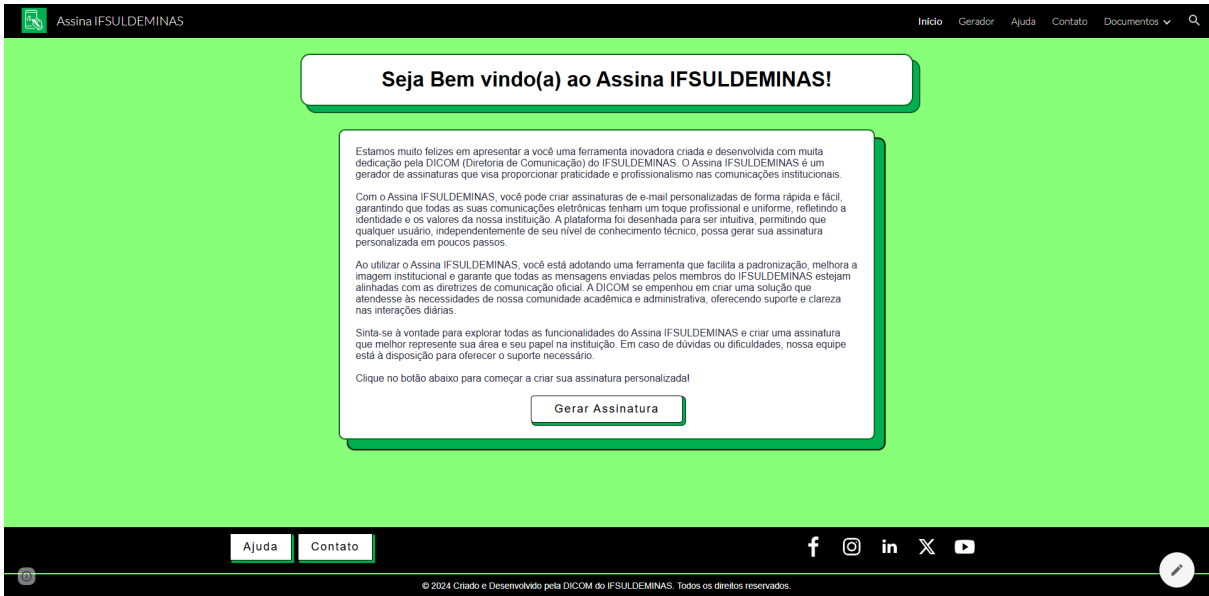 Assina IFSULDEMINAS
Início Gerador Ajuda Contato Documentos
Seja Bem vindo(a) ao Assina IFSULDEMINAS!
Estamos muito felizes em apresentar a você uma ferramenta inovadora criada e desenvolvida com muita
dedicação pela DICOM (Diretoria de Comunicação) do IFSULDEMINAS. O Assina IFSULDEMINAS é um
gerador de assinaturas que visa proporcionar praticidade e profissionalismo nas comunicações institucionais.
Com o Assina IFSULDEMINAS, você pode criar assinaturas de e-mail personalizadas de forma rápida e fácil,
garantindo que todas as suas comunicações eletrônicas tenham um toque profissional e uniforme, refletindo a
identidade e os valores da nossa instituição. A plataforma foi desenhada para ser intuitiva, permitindo que
qualquer usuário, independentemente de seu nível de conhecimento técnico, possa gerar sua assinatura
personalizada em poucos passos.
Ao utilizar o Assina IFSULDEMINAS, você está adotando uma ferramenta que facilita a padronização, melhora a
imagem institucional e garante que todas as mensagens enviadas pelos membros do IFSULDEMINAS estejam
alinhadas com as diretrizes de comunicação oficial. A DICOM se empenhou em criar uma solução que
atendesse às necessidades de nossa comunidade acadêmica e administrativa, oferecendo suporte e clareza
nas interações diárias.
Sinta-se à vontade para explorar todas as funcionalidades do Assina IFSULDEMINAS e criar uma assinatura
que melhor represente sua área e seu papel na instituição. Em caso de dúvidas ou dificuldades, nossa equipe
está à disposição para oferecer o suporte necessário.
Clique no botão abaixo para começar a criar sua assinatura personalizada!
Gerar Assinatura
Ajuda Contato
© 2024 Criado e Desenvolvido pela DICOM do IFSULDEMINAS. Todos os direitos reservados.